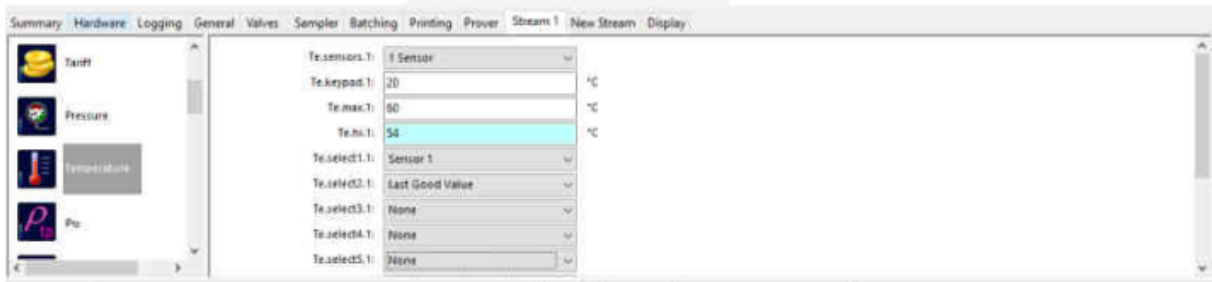 Summary Hardware Logging General Valves Sampler Batching Printing Prover Stream 1 New Stream Display
Tariff
Pressure
Temperature
Te.sensors.1: 1 Sensor
Te.keypad.1: 20 °C
Te.max.1: 60 °C
Te.hi.1: 54 °C
Te.select1.1: Sensor 1
Te.select2.1: Last Good Value
Te.select3.1: None
Te.select4.1: None
Te.select5.1: None